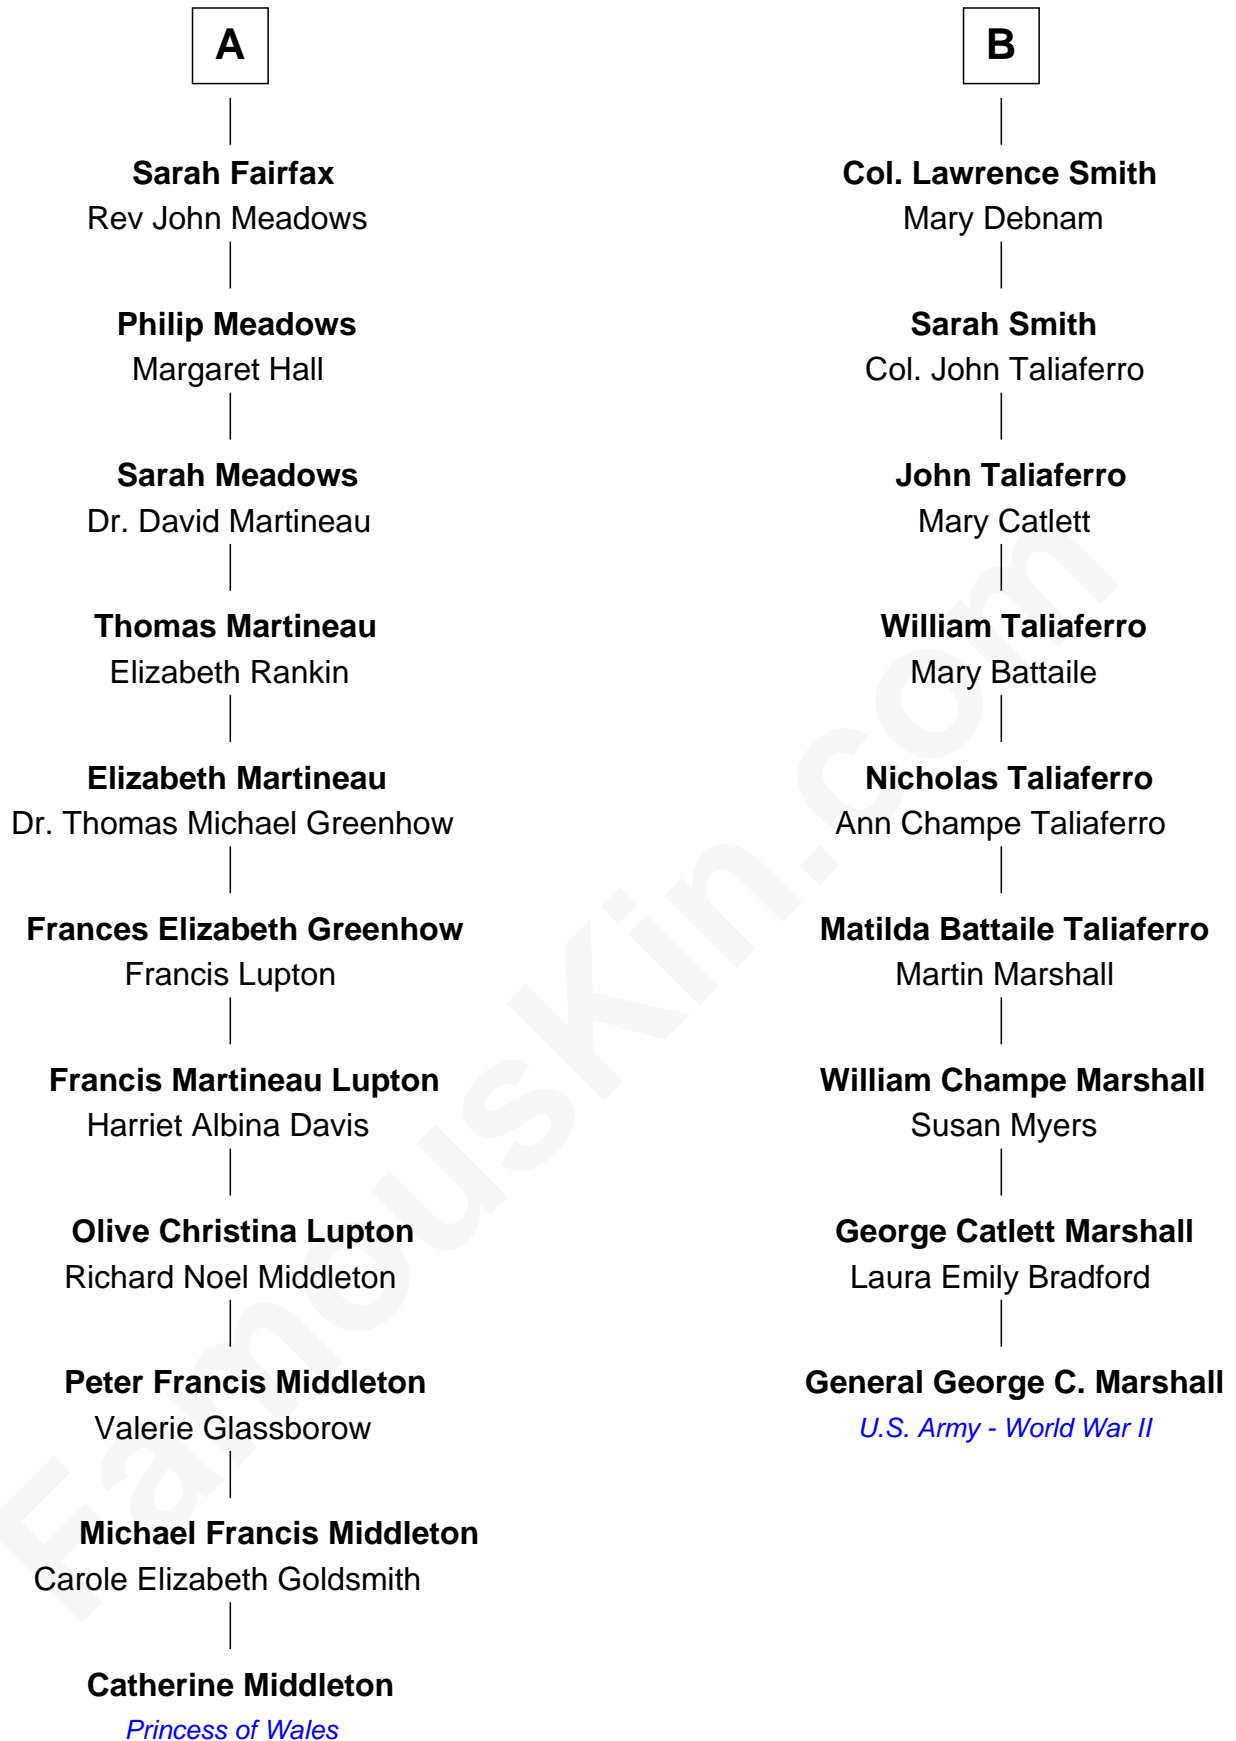 A
Sarah Fairfax
Rev John Meadows
Philip Meadows
Margaret Hall
Sarah Meadows
Dr. David Martineau
Thomas Martineau
Elizabeth Rankin
Elizabeth Martineau
Dr. Thomas Michael Greenhow
Frances Elizabeth Greenhow
Francis Lupton
Francis Martineau Lupton
Harriet Albina Davis
Olive Christina Lupton
Richard Noel Middleton
Peter Francis Middleton
Valerie Glassborow
Michael Francis Middleton
Carole Elizabeth Goldsmith
Catherine Middleton
Princess of Wales
B
Col. Lawrence Smith
Mary Debnam
Sarah Smith
Col. John Taliaferro
John Taliaferro
Mary Catlett
William Taliaferro
Mary Battaile
Nicholas Taliaferro
Ann Champe Taliaferro
Matilda Battaile Taliaferro
Martin Marshall
William Champe Marshall
Susan Myers
George Catlett Marshall
Laura Emily Bradford
General George C. Marshall
U.S. Army - World War II
FamousKin.com